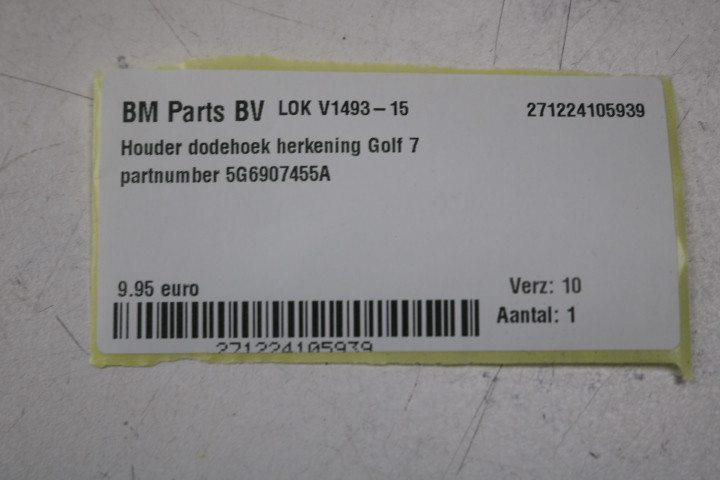 BM Parts BV LOK V1493-15 271224105939
Houder dodehoek herkening Golf 7
partnumber 5G6907455A
9.95 euro Verz: 10
Aantal: 1
271224105939